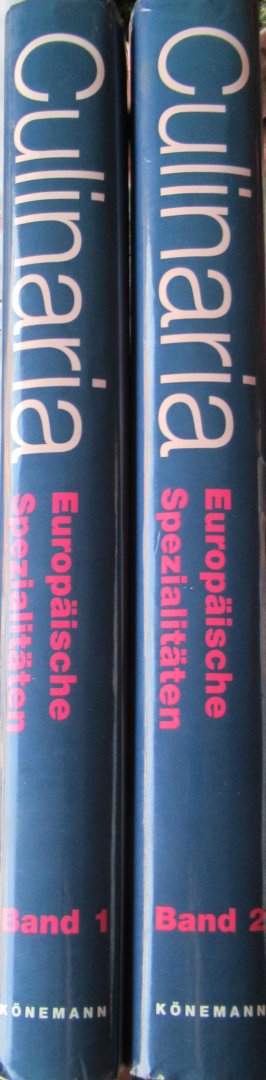 Culinaria
Europäische
Spezialitäten
Band 1
KÖNEMANN
Culinaria
Europäische
Spezialitäten
Band 2
KÖNEMANN